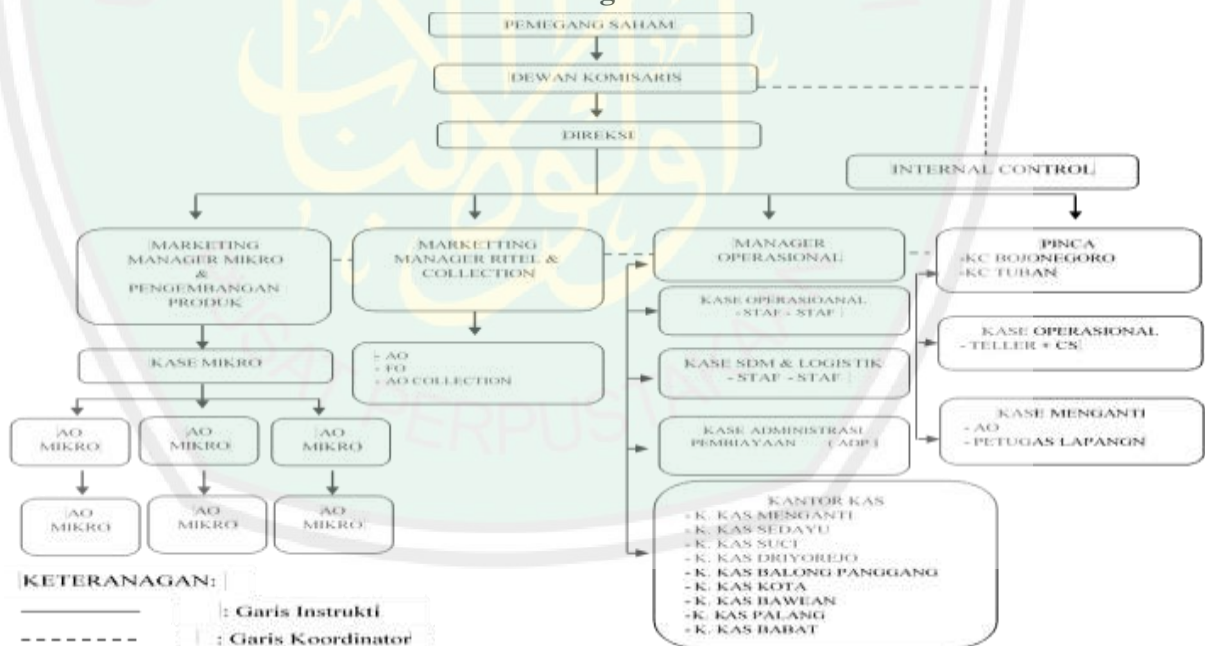 PEMEGANG SAHAM
DEWAN KOMISARIS
DIREKSI
INTERNAL CONTROL
MARKETING
MANAGER MIKRO
&
PENGEMBANGAN
PRODUK
MARKETTING
MANAGER RITEL &
COLLECTION
MANAGER
OPERASIONAL
PINCA
-KC BOJONEGORO
-KC TUBAN
KASE MIKRO
- AO
- FO
- AO COLLECTION
KASE OPERASIOANAL
- STAF - STAF
KASE SDM & LOGISTIK
- STAF - STAF
KASE ADMINISTRASI
PEMBIAYAAN ( ADP )
KASE OPERASIONAL
- TELLER + CS
KASE MENGANTI
- AO
- PETUGAS LAPANGN
AO
MIKRO
AO
MIKRO
AO
MIKRO
AO
MIKRO
AO
MIKRO
AO
MIKRO
KANTOR KAS
- K. KAS MENGANTI
- K. KAS SEDAYU
- K. KAS SUCI
- K. KAS DRIYOREJO
- K. KAS BALONG PANGGANG
- K. KAS KOTA
- K. KAS BAWEAN
- K. KAS PALANG
- K. KAS BABAT
KETERANAGAN:
: Garis Instrukti
: Garis Koordinator
PUSAT PERPUSTAKAAN